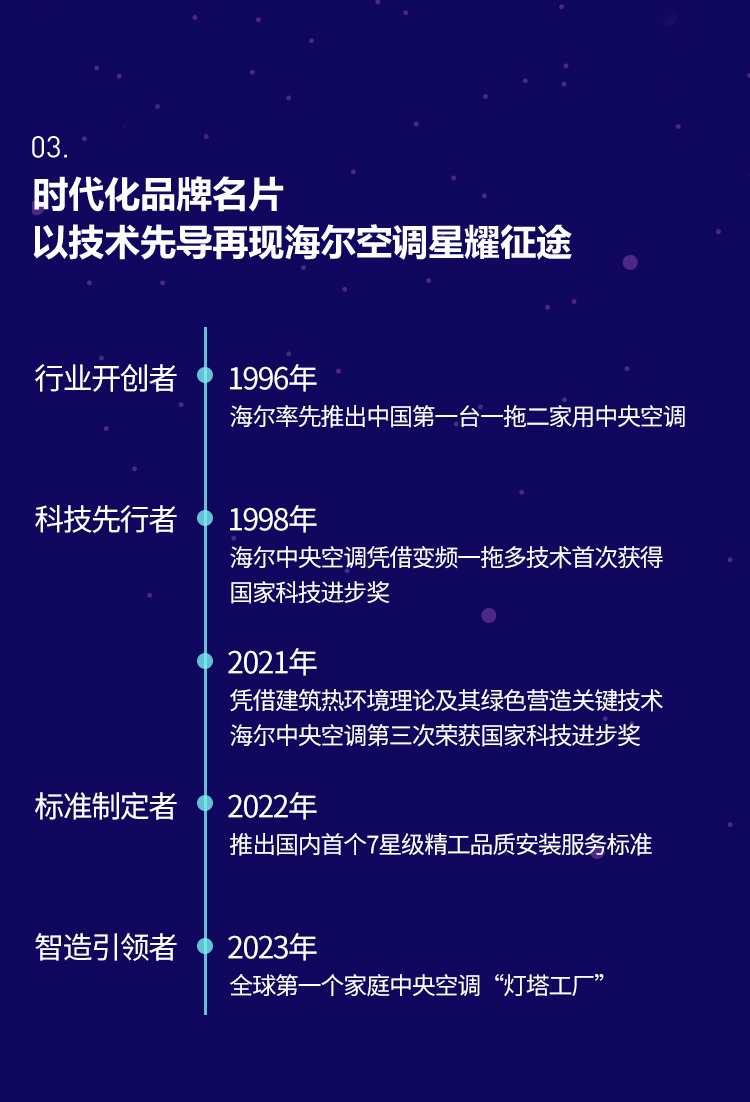 03.
时代化品牌名片
以技术先导再现海尔空调星耀征途
行业开创者
1996年
海尔率先推出中国第一台一拖二家用中央空调
科技先行者
1998年
海尔中央空调凭借变频一拖多技术首次获得
国家科技进步奖
2021年
凭借建筑热环境境理论及其绿色营造关键技术
海尔中央空调第三次荣获国家科技进步奖
标准制定者
2022年
推出国内首个7星级精工品质安装服务标准
智造引领者
2023年
全球第一个家庭中央空调“灯塔工厂”